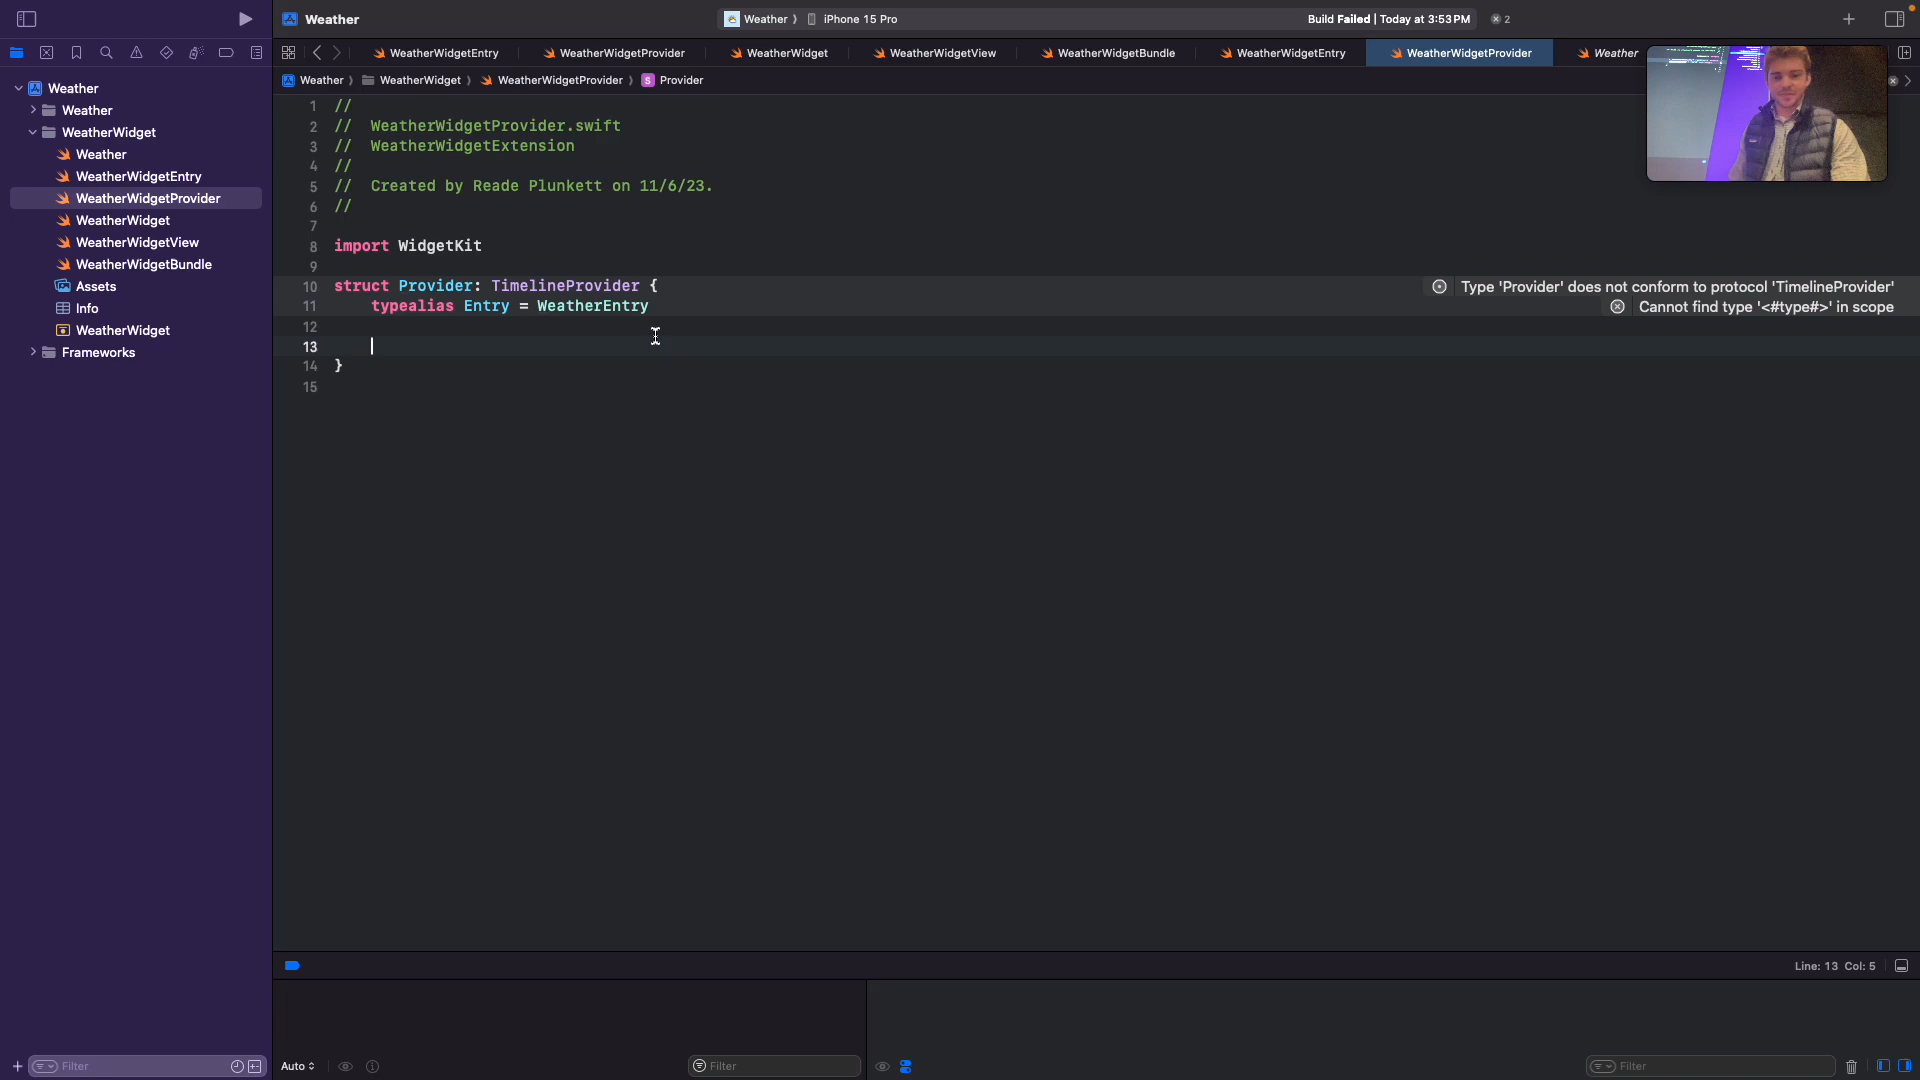 Weather
Weather 〉 iPhone 15 Pro
Build Failed | Today at 3:53 PM
2
WeatherWidgetEntry
WeatherWidgetProvider
WeatherWidget
WeatherWidgetView
WeatherWidgetBundle
WeatherWidgetEntry
WeatherWidgetProvider
Weather
Weather 〉 WeatherWidget 〉 WeatherWidgetProvider 〉 S Provider
Weather
Weather
WeatherWidget
Weather
WeatherWidgetEntry
WeatherWidgetProvider
WeatherWidget
WeatherWidgetView
WeatherWidgetBundle
Assets
Info
WeatherWidget
Frameworks
1 //
2 // WeatherWidgetProvider.swift
3 // WeatherWidgetExtension
4 //
5 // Created by Reade Plunkett on 11/6/23.
6 //
7
8 import WidgetKit
9
10 struct Provider: TimelineProvider {
Type 'Provider' does not conform to protocol 'TimelineProvider'
11 typealias Entry = WeatherEntry
Cannot find type '<#type#>' in scope
12
13
14 }
15
Line: 13 Col: 5
Filter
Auto
Filter
Filter